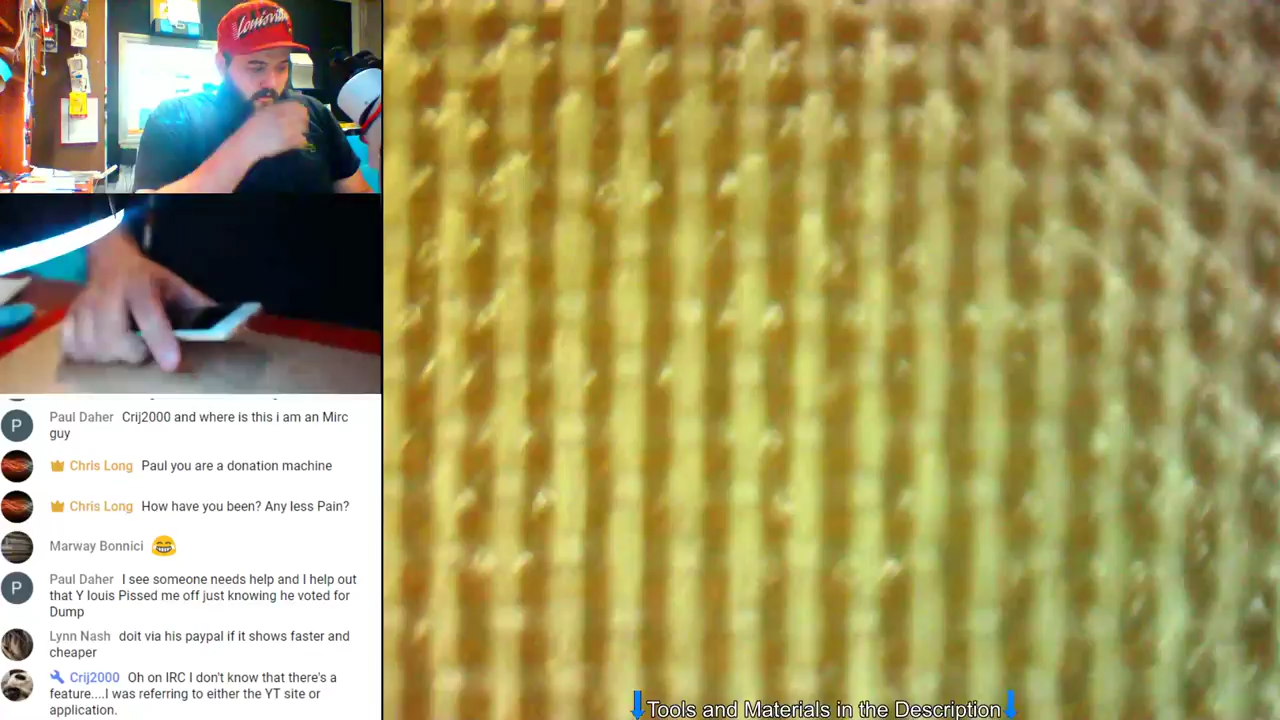 Louisville
Paul Daher Crij2000 and where is this i am an Mirc
guy
Chris Long Paul you are a donation machine
Chris Long How have you been? Any less Pain?
Marway Bonnici 😂
P
Paul Daher I see someone needs help and I help out
that Y louis Pissed me off just knowing he voted for
Dump
P
Lynn Nash doit via his paypal if it shows faster and
cheaper
Crij2000 Oh on IRC I don't know that there's a
feature....I was referring to either the YT site or
application.
Tools and Materials in the Description